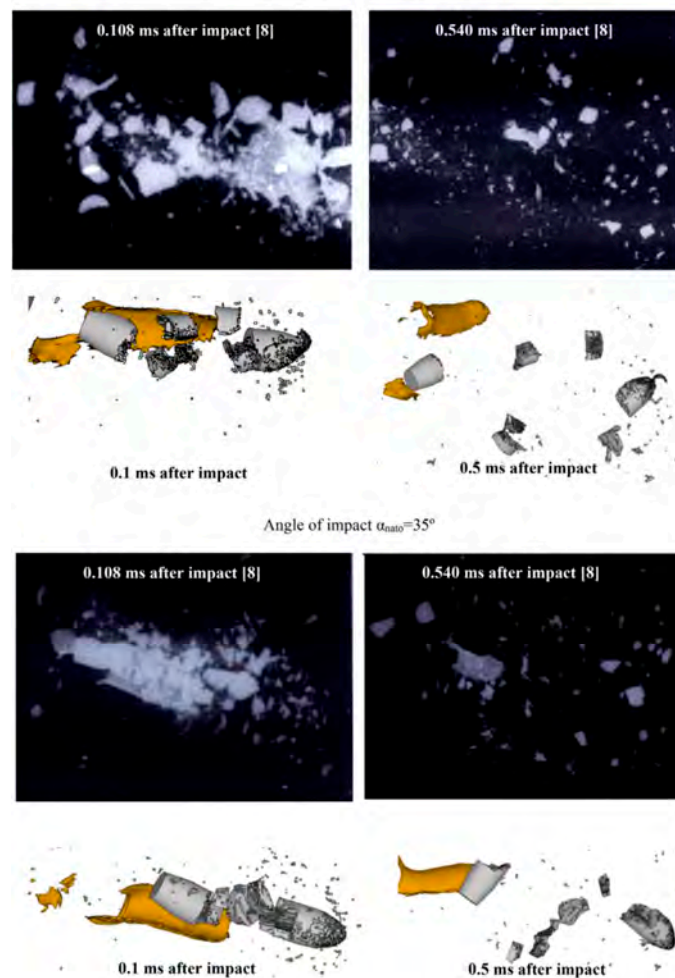 0.108 ms after impact [8]
0.540 ms after impact [8]
0.1 ms after impact
0.5 ms after impact
Angle of impact αnato=35º
0.108 ms after impact [8]
0.540 ms after impact [8]
0.1 ms after impact
0.5 ms after impact